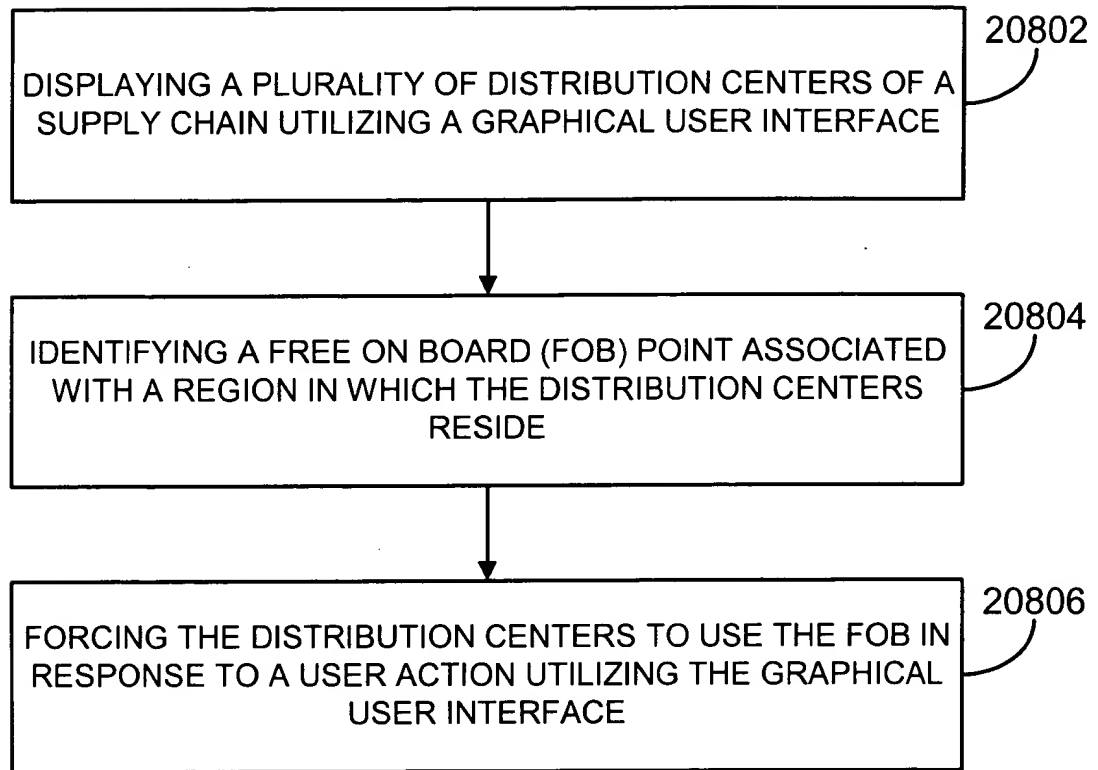 20802
DISPLAYING A PLURALITY OF DISTRIBUTION CENTERS OF A
SUPPLY CHAIN UTILIZING A GRAPHICAL USER INTERFACE
20804
IDENTIFYING A FREE ON BOARD (FOB) POINT ASSOCIATED
WITH A REGION IN WHICH THE DISTRIBUTION CENTERS
RESIDE
20806
FORCING THE DISTRIBUTION CENTERS TO USE THE FOB IN
RESPONSE TO A USER ACTION UTILIZING THE GRAPHICAL
USER INTERFACE